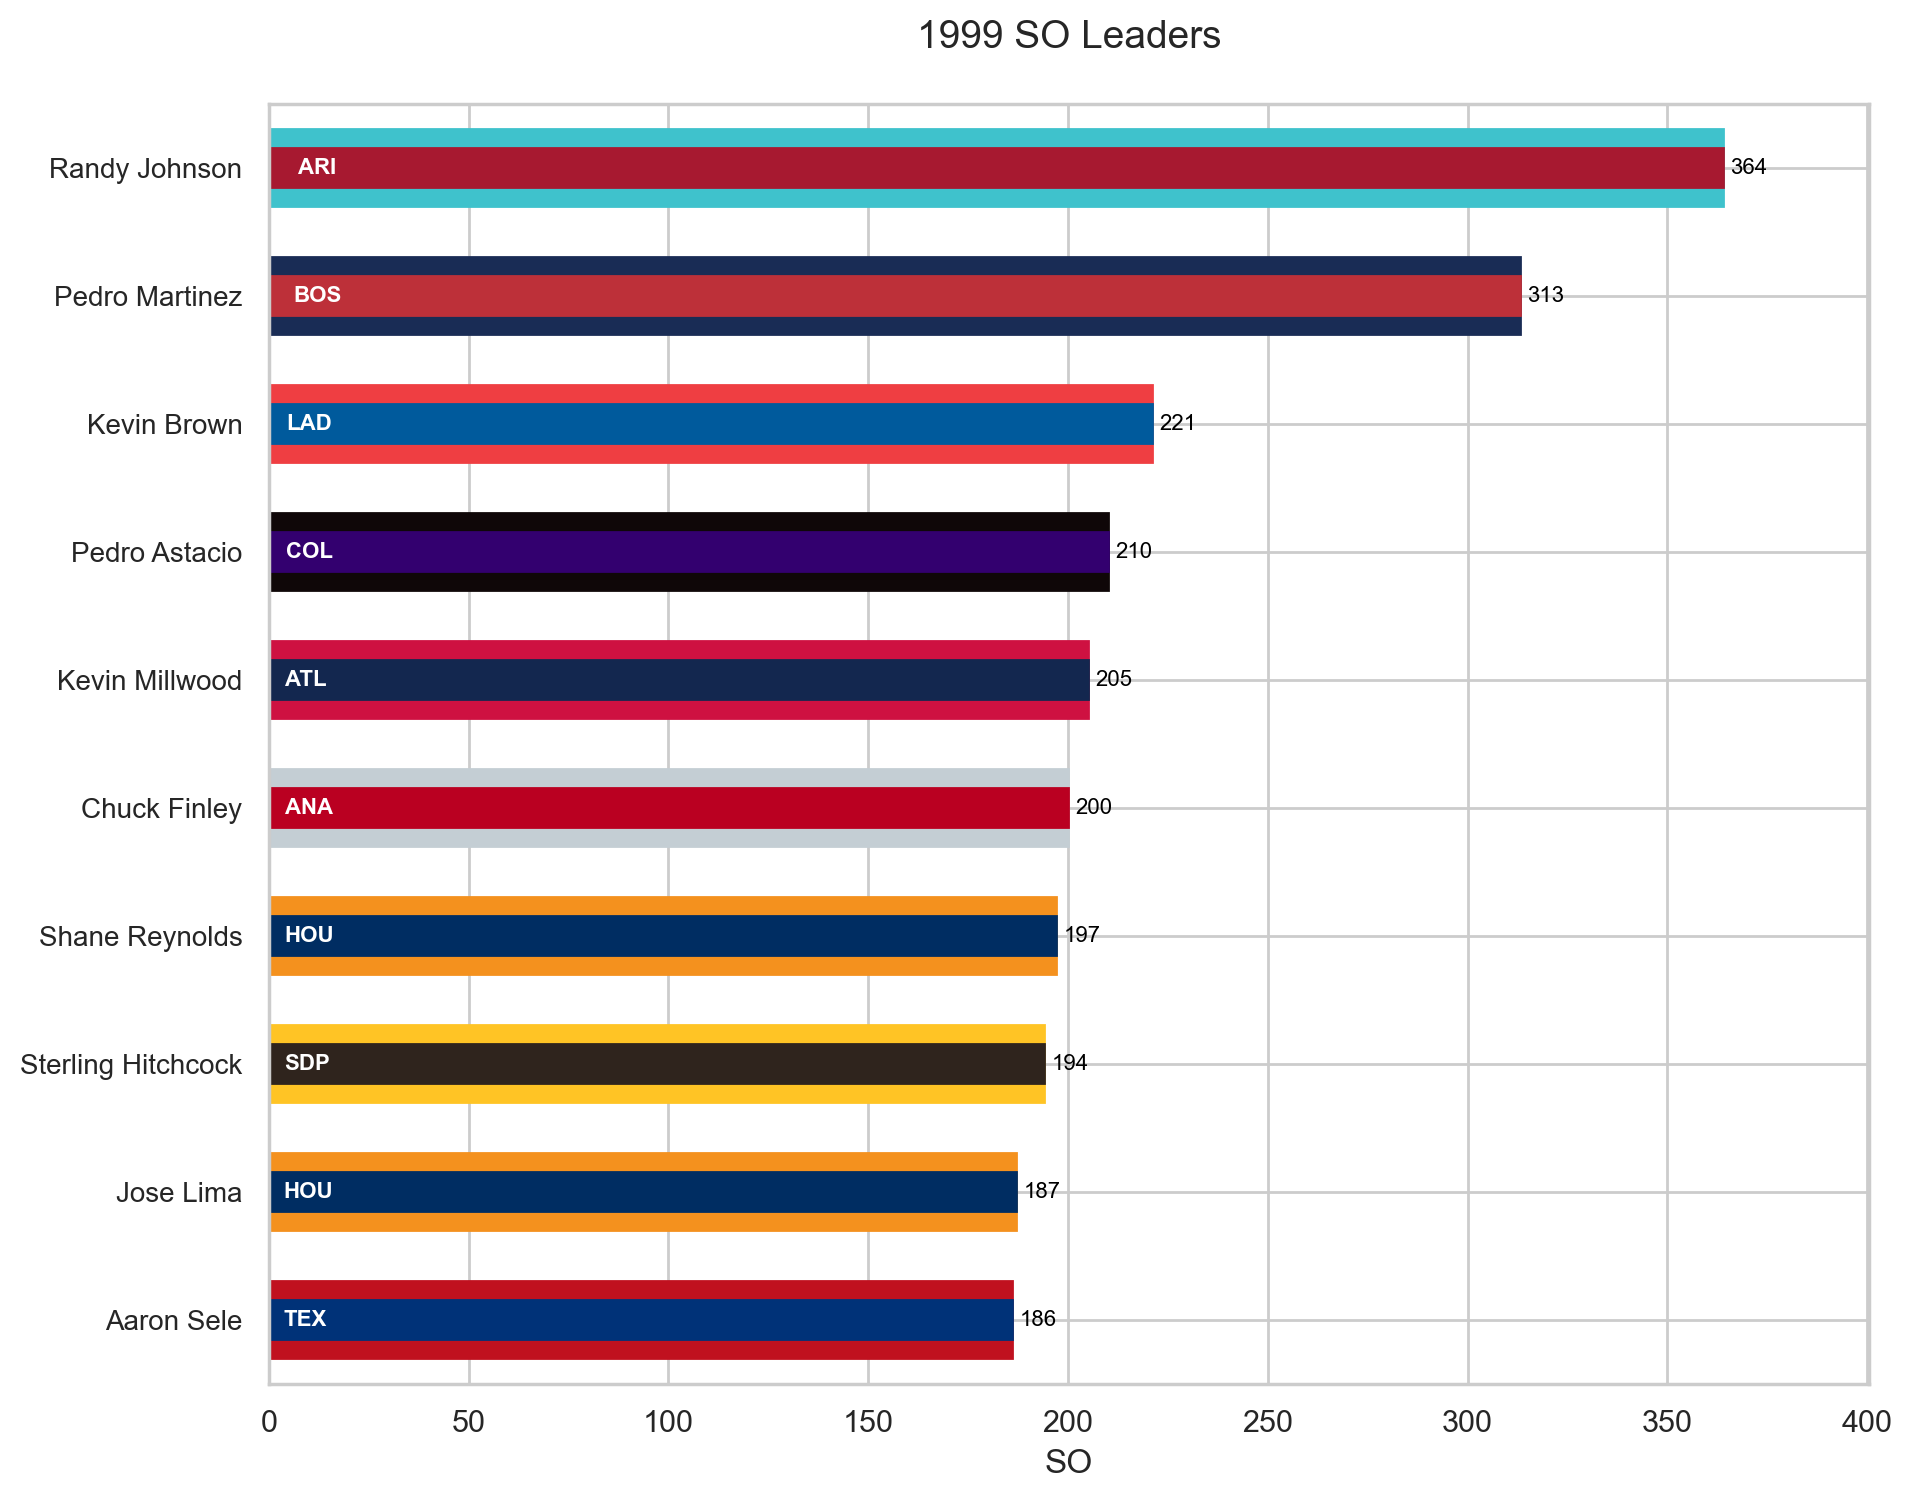 1999 SO Leaders
Randy Johnson ARI 364
Pedro Martinez BOS 313
Kevin Brown LAD 221
Pedro Astacio COL 210
Kevin Millwood ATL 205
Chuck Finley ANA 200
Shane Reynolds HOU 197
Sterling Hitchcock SDP 194
Jose Lima HOU 187
Aaron Sele TEX 186
0 50 100 150 200 250 300 350 400
SO